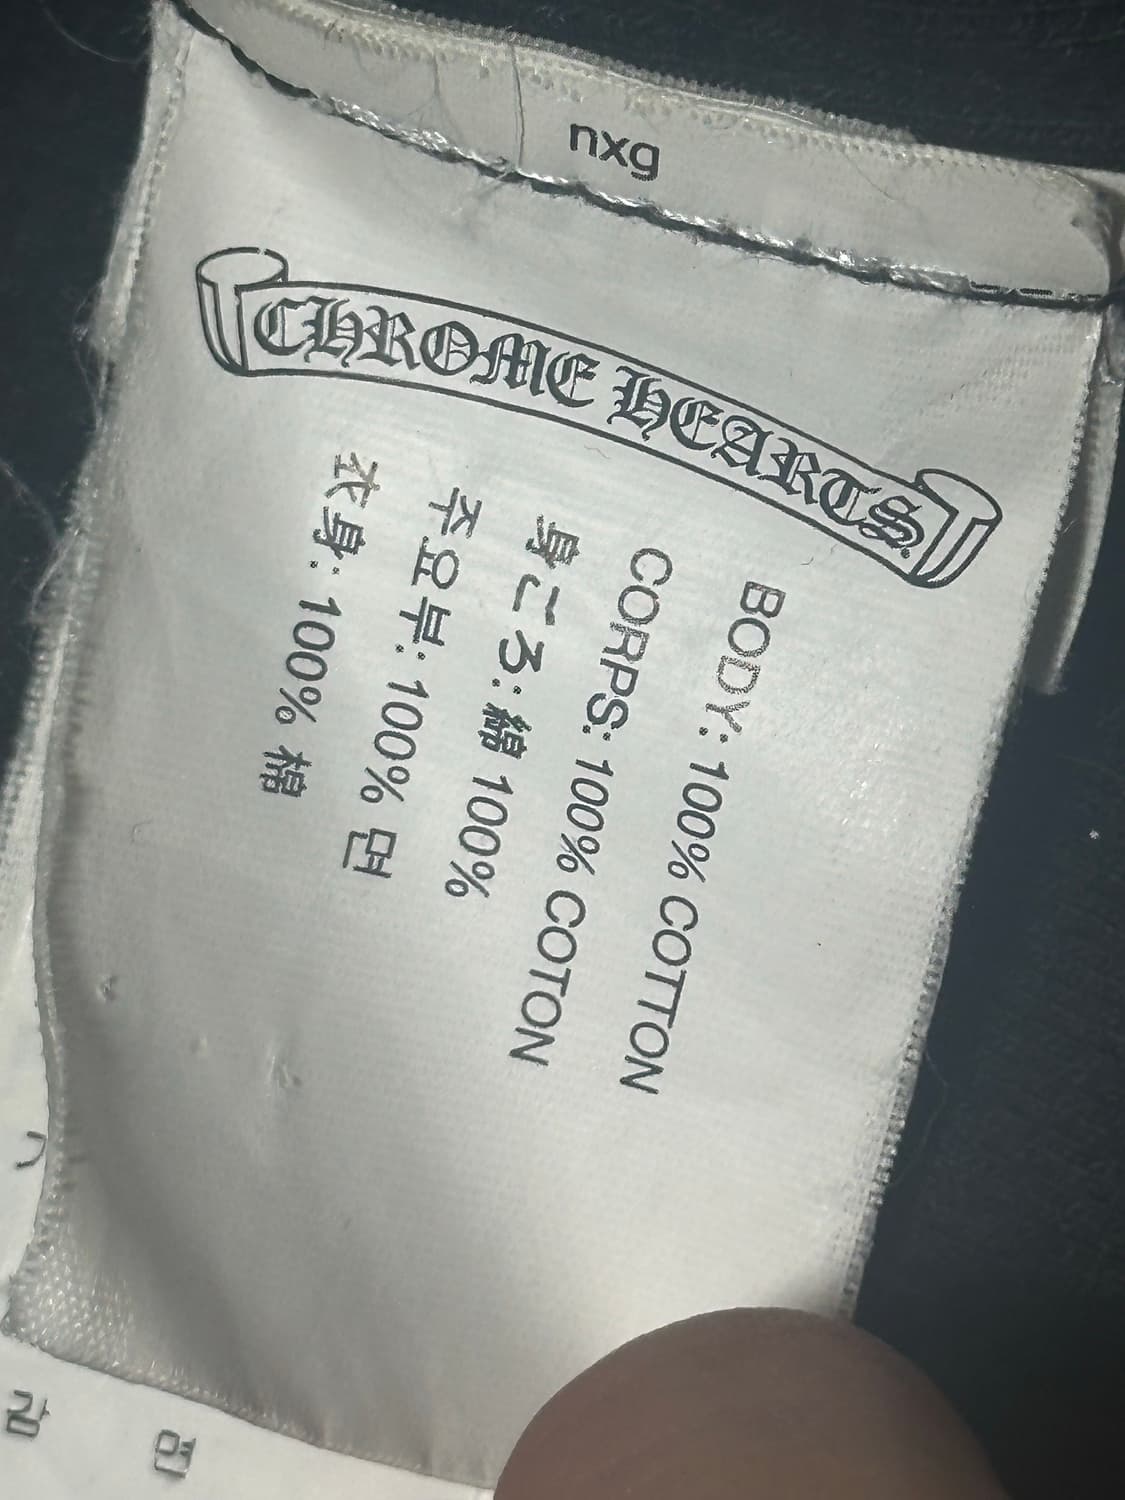 nxg
CHROME HEARTS
BODY: 100% COTTON
CORPS: 100% COTON
身ごろ: 綿 100%
주요부: 100% 면
衣身: 100% 棉